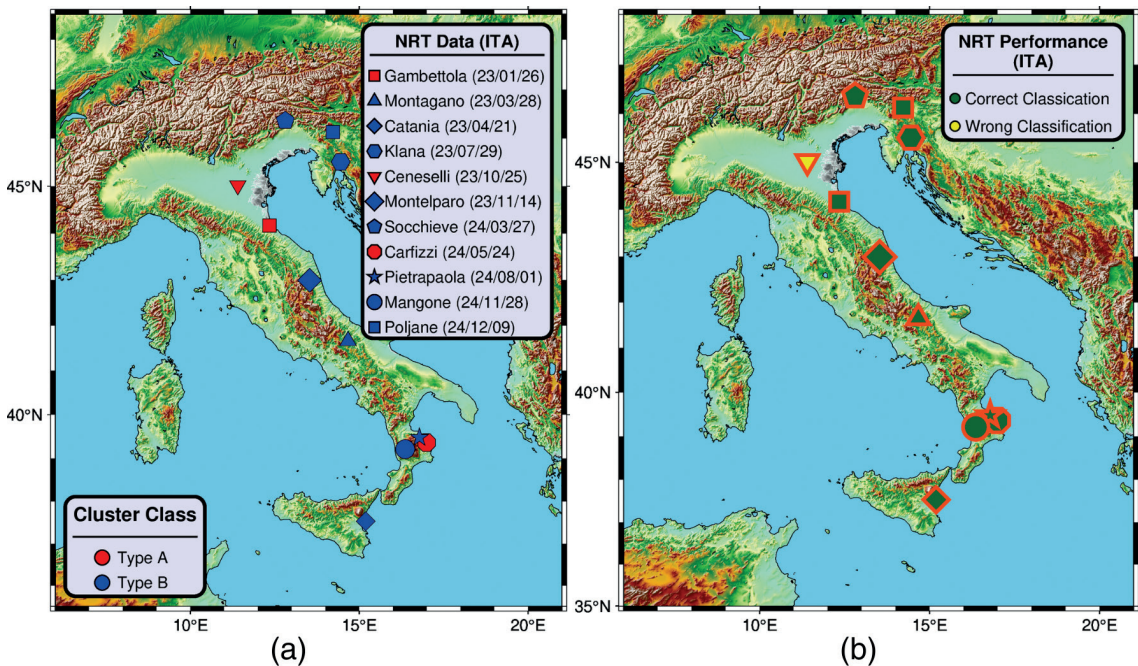 NRT Data (ITA)
Gambettola (23/01/26)
Montagano (23/03/28)
Catania (23/04/21)
Klana (23/07/29)
Ceneselli (23/10/25)
Montelparo (23/11/14)
Socchieve (24/03/27)
Carfizzi (24/05/24)
Pietrapaola (24/08/01)
Mangone (24/11/28)
Poljane (24/12/09)
45°N
40°N
Cluster Class
Type A
Type B
10°E 15°E 20°E
(a)
NRT Performance
(ITA)
Correct Classication
Wrong Classification
45°N
40°N
35°N
10°E 15°E 20°E
(b)